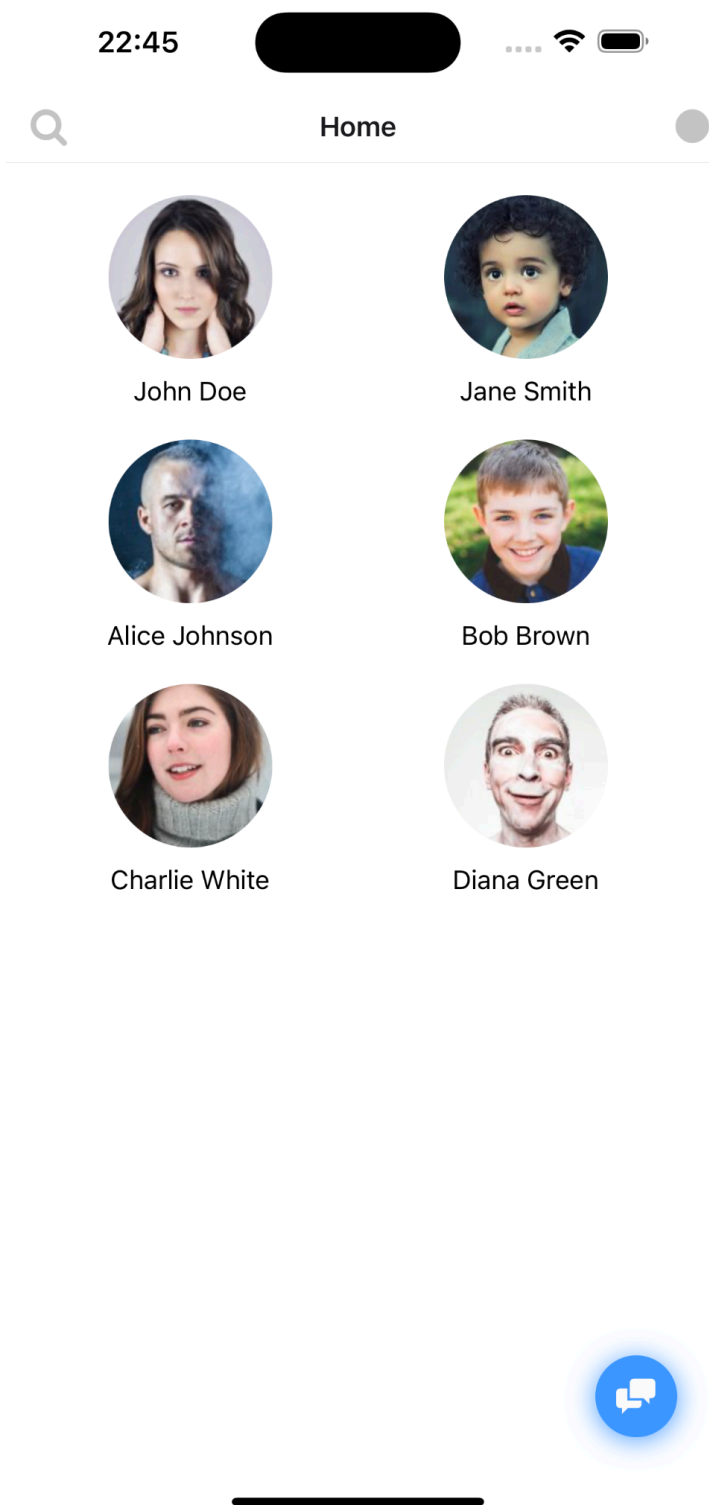 22:45
Home
John Doe
Jane Smith
Alice Johnson
Bob Brown
Charlie White
Diana Green